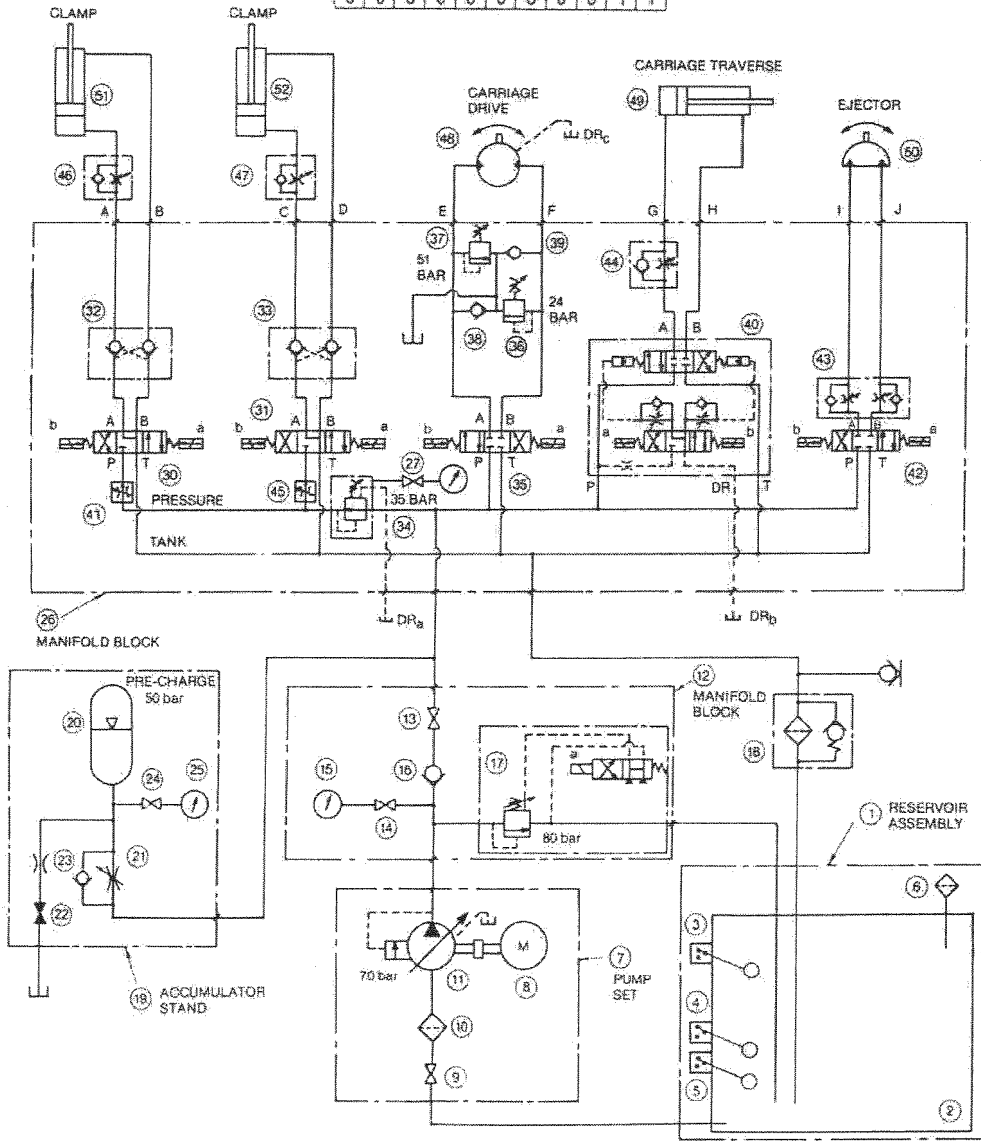 CLAMP
CLAMP
CARRIAGE TRAVERSE
CARRIAGE
DRIVE
EJECTOR
51
52
48
49
50
DRc
46
47
A B
C D
E F
G H
I J
37
39
44
51
BAR
24
BAR
38
36
32
33
40
A B
43
31
b A B a
b A B a
b A B a
a b
b A B a
P T
30
P T
27
P T
35
P DR T
P T
42
41
PRESSURE
45
35 BAR
34
TANK
26
MANIFOLD BLOCK
DRa
DRb
PRE-CHARGE
50 bar
20
12
MANIFOLD
BLOCK
13
24
25
15
16
17
a
18
14
80 bar
23
21
22
1
RESERVOIR
ASSEMBLY
6
19
ACCUMULATOR
STAND
70 bar
11
M
8
7
PUMP
SET
3
4
5
10
9
2